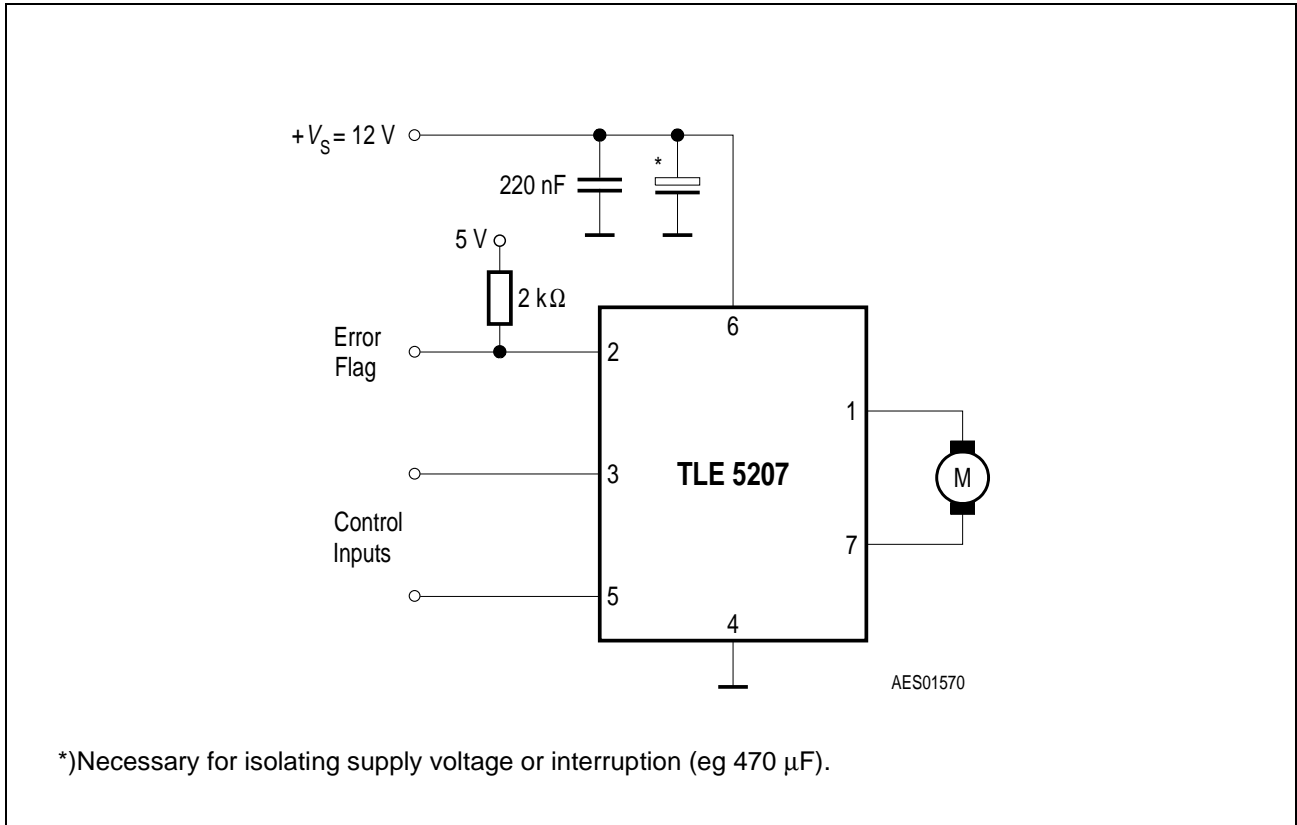 +VS = 12 V
*
220 nF
5 V
2 kΩ
6
Error
Flag
2
1
TLE 5207
3
M
Control
Inputs
7
5
4
AES01570
*)Necessary for isolating supply voltage or interruption (eg 470 μF).